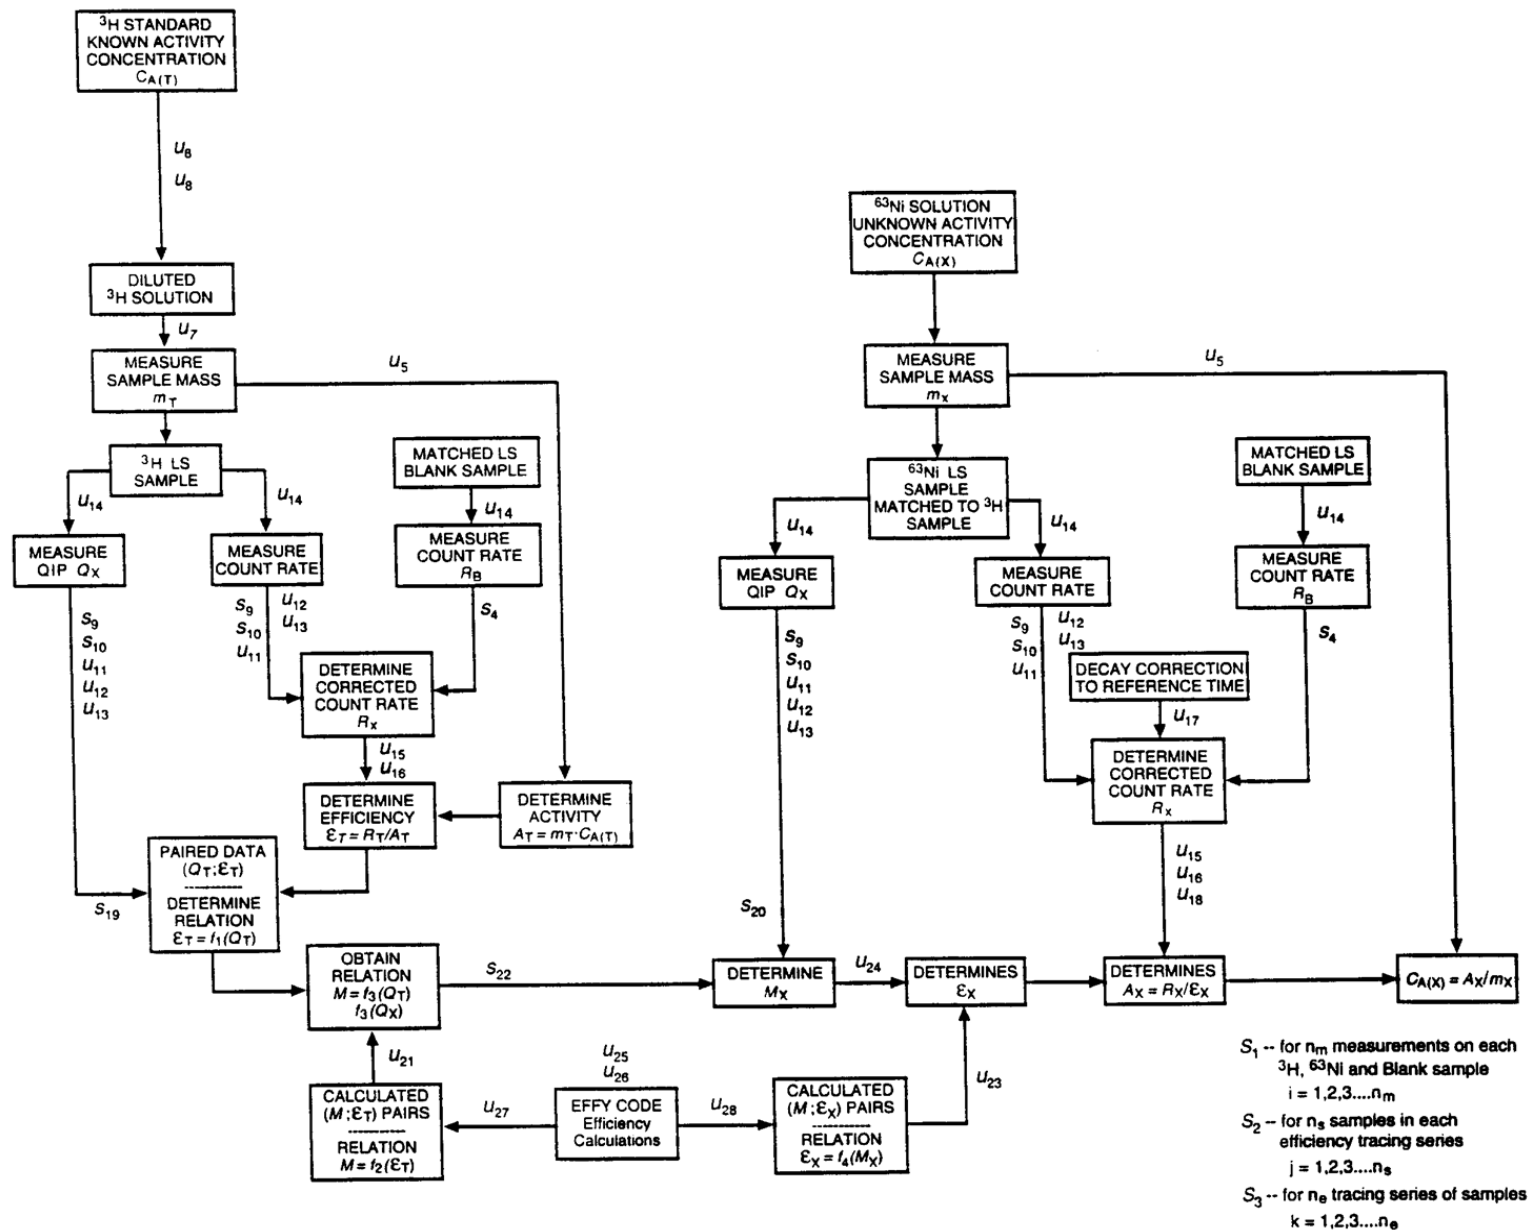 ³H STANDARD
KNOWN ACTIVITY
CONCENTRATION
C_A(T)
u₆
u₈
DILUTED
³H SOLUTION
u₇
MEASURE
SAMPLE MASS
m_T
u₅
³H LS
SAMPLE
u₁₄
u₁₄
MATCHED LS
BLANK SAMPLE
u₁₄
MEASURE
QIP Q_X
MEASURE
COUNT RATE
MEASURE
COUNT RATE
R_B
s₉
s₁₀
u₁₁
u₁₂
u₁₃
s₉
s₁₀
u₁₁
u₁₂
u₁₃
s₄
DETERMINE
CORRECTED
COUNT RATE
R_x
u₁₅
u₁₆
DETERMINE
EFFICIENCY
Ɛ_T = R_T/A_T
DETERMINE
ACTIVITY
A_T = m_T·C_A(T)
s₁₉
PAIRED DATA
(Q_T;Ɛ_T)
----------
DETERMINE
RELATION
Ɛ_T = f₁(Q_T)
OBTAIN
RELATION
M = f₃(Q_T)
f₃(Q_X)
s₂₂
u₂₁
CALCULATED
(M;Ɛ_T) PAIRS
----------
RELATION
M = f₂(Ɛ_T)
u₂₇
u₂₅
u₂₆
EFFY CODE
Efficiency
Calculations
u₂₈
CALCULATED
(M;Ɛ_X) PAIRS
----------
RELATION
Ɛ_X = f₄(M_X)
u₂₃
⁶³Ni SOLUTION
UNKNOWN ACTIVITY
CONCENTRATION
C_A(X)
MEASURE
SAMPLE MASS
m_X
u₅
⁶³Ni LS
SAMPLE
MATCHED TO ³H
SAMPLE
u₁₄
u₁₄
MATCHED LS
BLANK SAMPLE
u₁₄
MEASURE
QIP Q_X
MEASURE
COUNT RATE
MEASURE
COUNT RATE
R_B
s₉
s₁₀
u₁₁
u₁₂
u₁₃
s₉
s₁₀
u₁₁
u₁₂
u₁₃
s₄
DECAY CORRECTION
TO REFERENCE TIME
u₁₇
DETERMINE
CORRECTED
COUNT RATE
R_x
u₁₅
u₁₆
u₁₈
s₂₀
DETERMINE
M_X
u₂₄
DETERMINES
Ɛ_X
DETERMINES
A_X = R_X/Ɛ_X
C_A(X) = A_X/m_X
S₁ -- for n_m measurements on each
³H, ⁶³Ni and Blank sample
i = 1,2,3....n_m
S₂ -- for n_s samples in each
efficiency tracing series
j = 1,2,3....n_s
S₃ -- for n_e tracing series of samples
k = 1,2,3....n_e